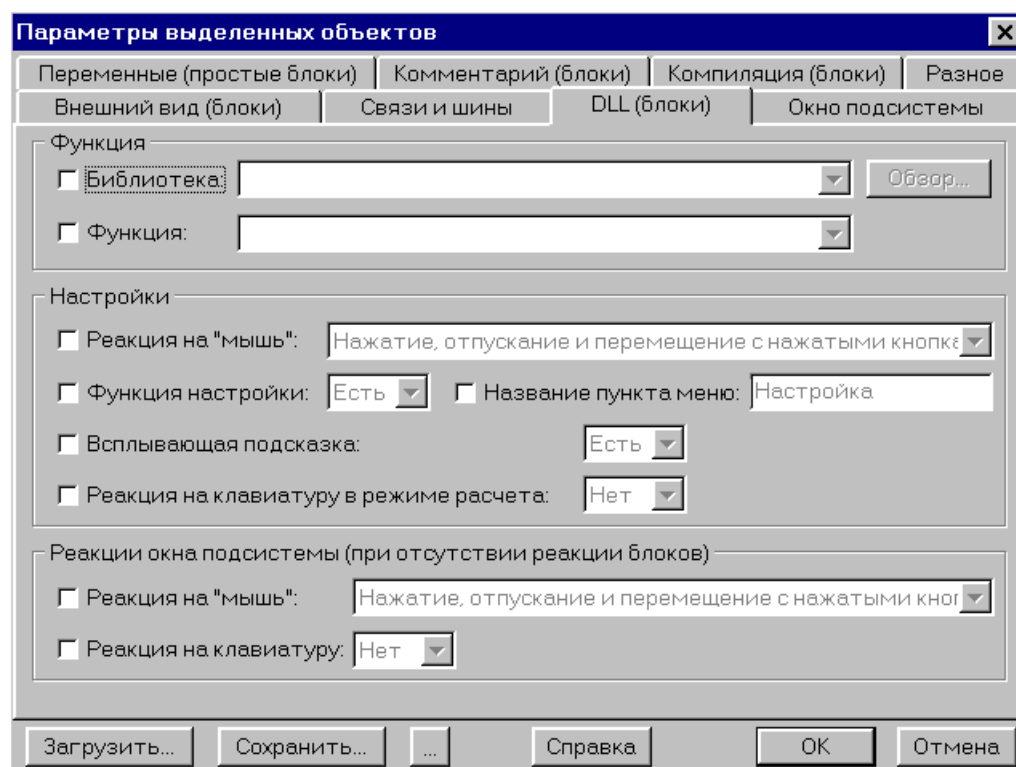 Параметры выделенных объектов
Переменные (простые блоки) Комментарий (блоки) Компиляция (блоки) Разное
Внешний вид (блоки) Связи и шины DLL (блоки) Окно подсистемы
Функция
Библиотека: Обзор...
Функция:
Настройки
Реакция на "мышь": Нажатие, отпускание и перемещение с нажатыми кнопка
Функция настройки: Есть Название пункта меню: Настройка
Всплывающая подсказка: Есть
Реакция на клавиатуру в режиме расчета: Нет
Реакции окна подсистемы (при отсутствии реакции блоков)
Реакция на "мышь": Нажатие, отпускание и перемещение с нажатыми кноп
Реакция на клавиатуру: Нет
Загрузить... Сохранить... ... Справка OK Отмена